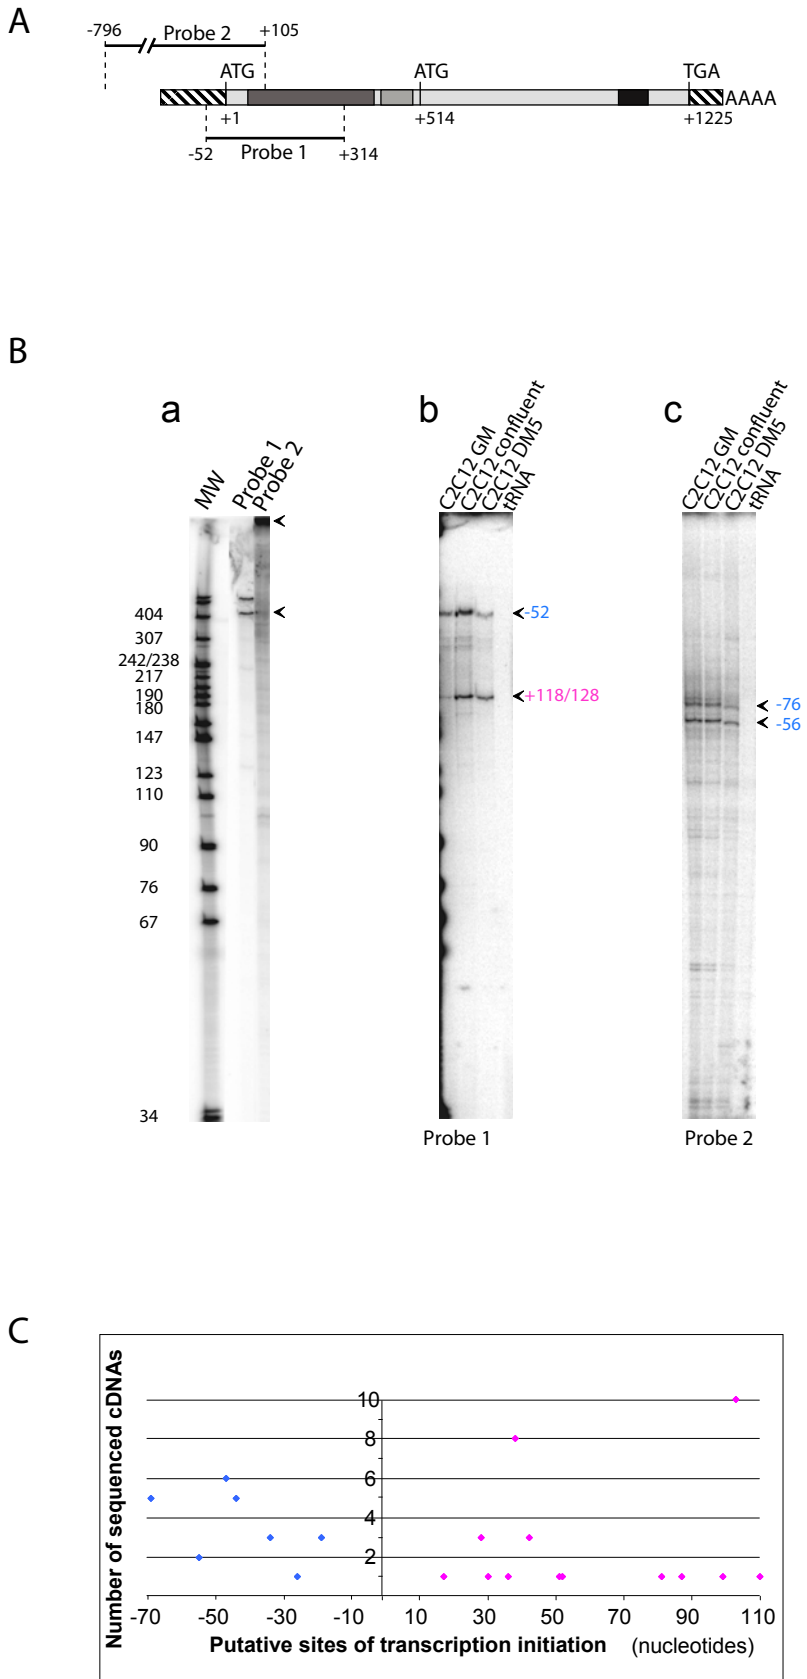 A
-796
Probe 2
+105
ATG
ATG
TGA
AAAA
+1
+514
+1225
-52
Probe 1
+314
B
a
b
c
MW
Probe 1
Probe 2
C2C12 GM
C2C12 confluent
C2C12 DM5
tRNA
C2C12 GM
C2C12 confluent
C2C12 DM5
tRNA
404
307
242/238
217
190
180
147
123
110
90
76
67
34
-52
+118/128
-76
-56
Probe 1
Probe 2
C
Number of sequenced cDNAs
10
8
6
4
2
-70 -50 -30 -10 10 30 50 70 90 110
Putative sites of transcription initiation (nucleotides)